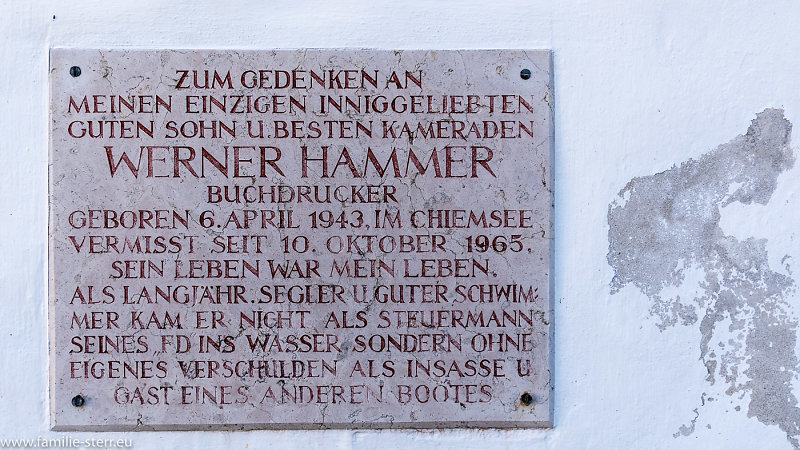 ZUM GEDENKEN AN
MEINEN EINZIGEN INNIGGELIEBTEN
GUTEN SOHN U. BESTEN KAMERADEN
WERNER HAMMER
BUCHDRUCKER
GEBOREN 6. APRIL 1943, IM CHIEMSEE
VERMISST SEIT 10. OKTOBER 1965.
SEIN LEBEN WAR MEIN LEBEN.
ALS LANGJÄHR. SEGLER U. GUTER SCHWIM-
MER KAM ER NICHT ALS STEUERMANN
SEINES FD INS WASSER, SONDERN OHNE
EIGENES VERSCHULDEN ALS INSASSE U.
GAST EINES ANDEREN BOOTES
www.familie-sterr.eu